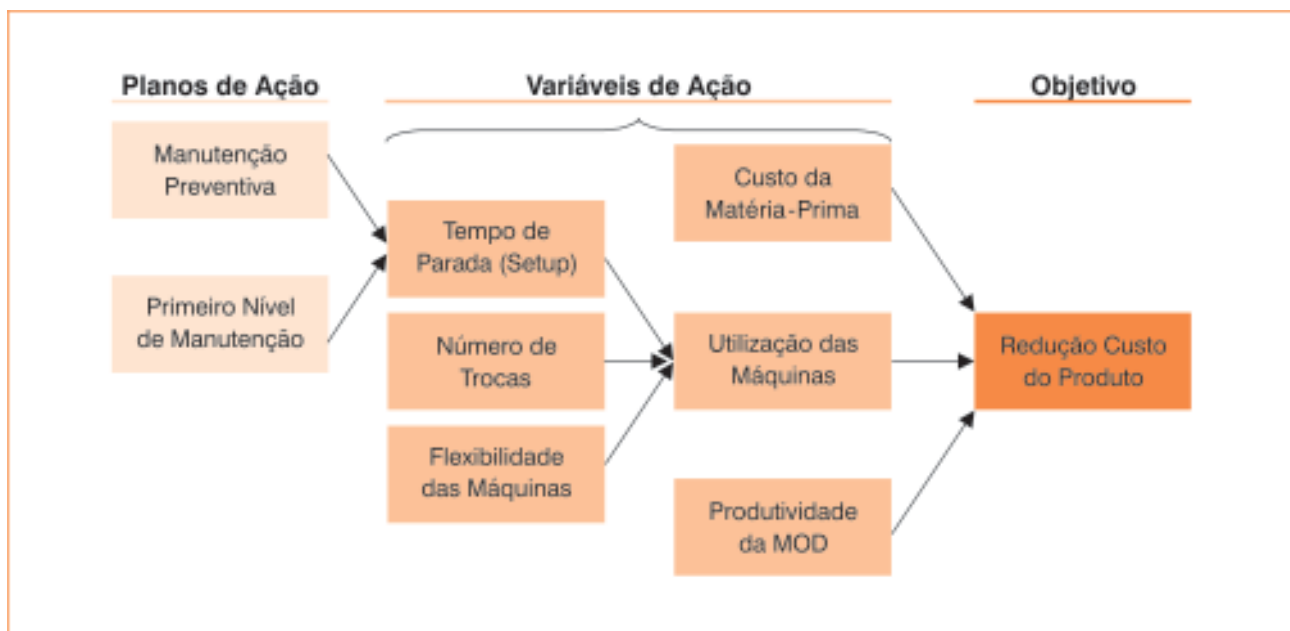 Planos de Ação
Variáveis de Ação
Objetivo
Manutenção
Preventiva
Primeiro Nível
de Manutenção
Tempo de
Parada (Setup)
Número de
Trocas
Flexibilidade
das Máquinas
Custo da
Matéria-Prima
Utilização das
Máquinas
Produtividade
da MOD
Redução Custo
do Produto